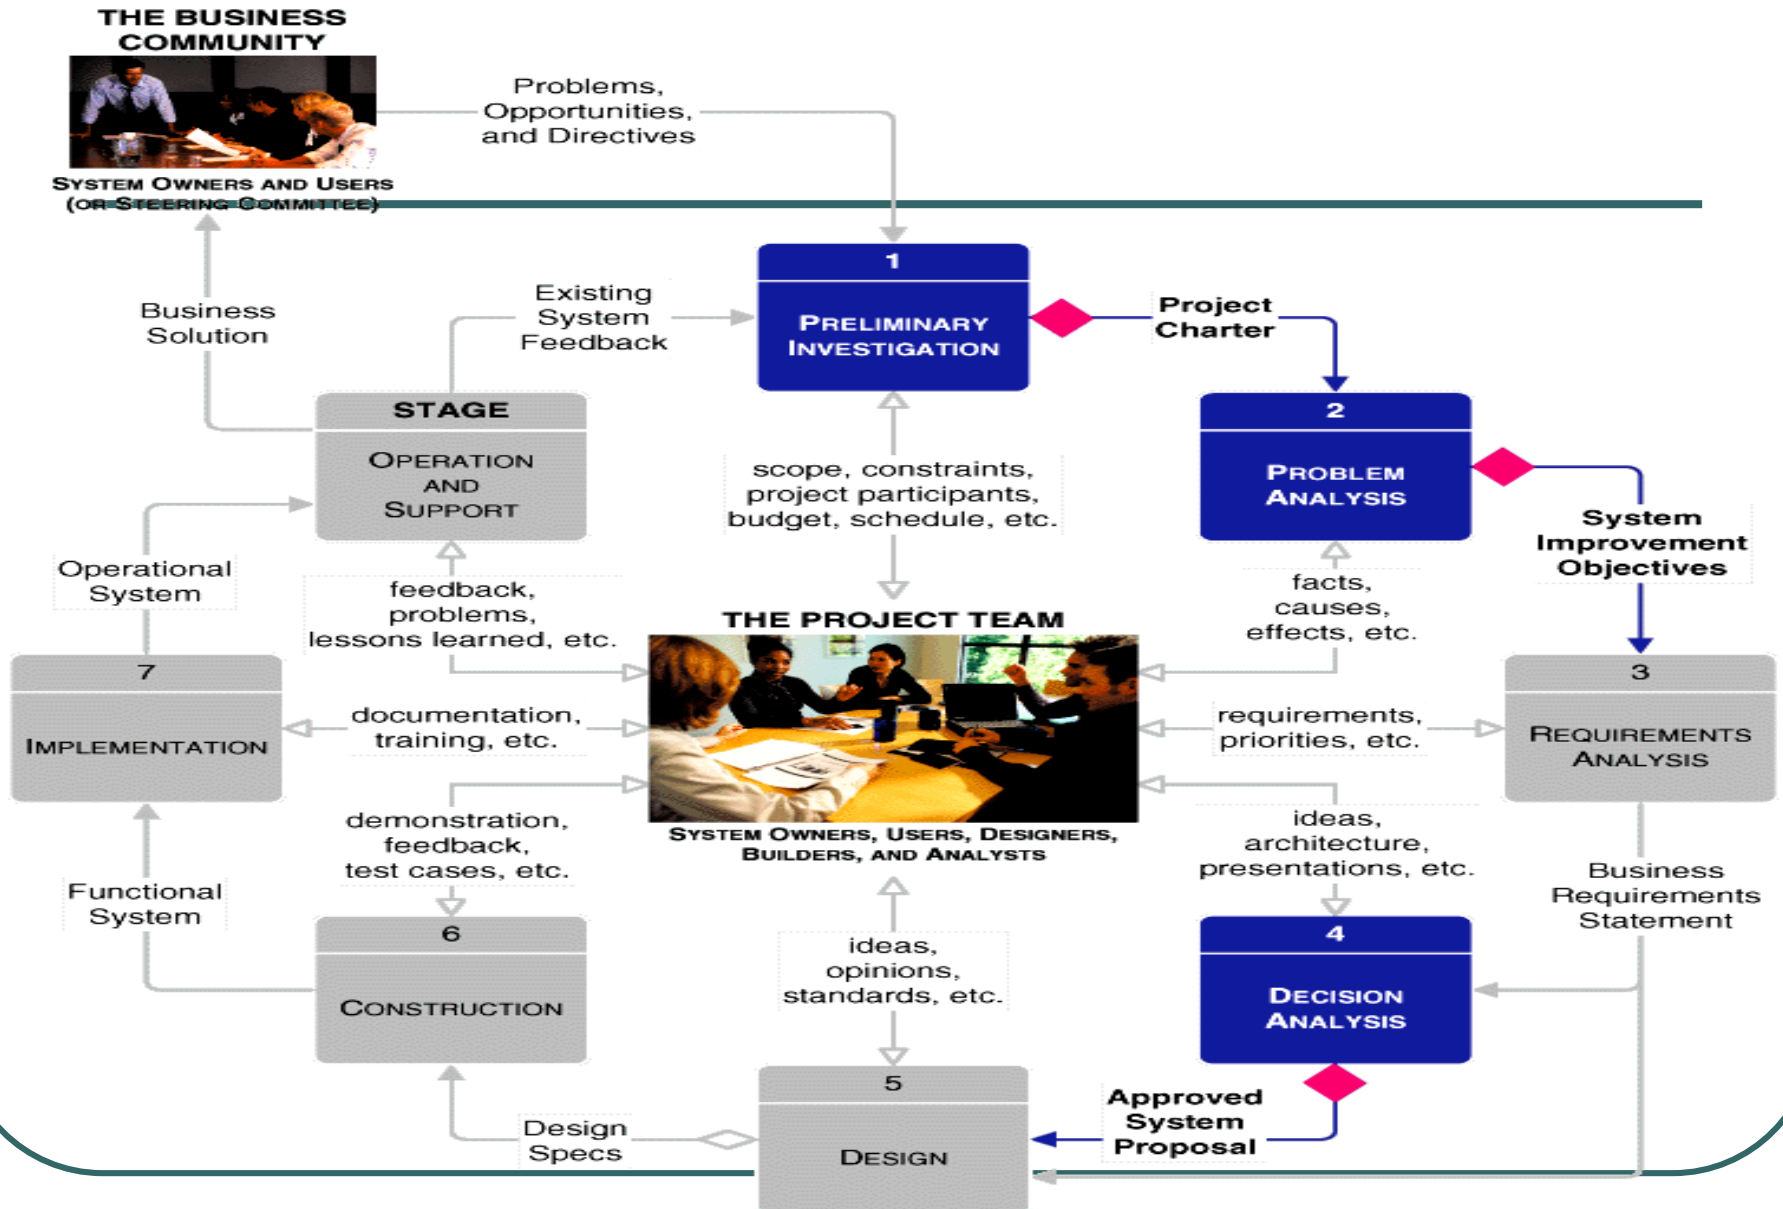 THE BUSINESS
COMMUNITY
SYSTEM OWNERS AND USERS
(OR STEERING COMMITTEE)
Problems,
Opportunities,
and Directives
1
PRELIMINARY
INVESTIGATION
Project
Charter
2
PROBLEM
ANALYSIS
System
Improvement
Objectives
3
REQUIREMENTS
ANALYSIS
Business
Requirements
Statement
4
DECISION
ANALYSIS
Approved
System
Proposal
5
DESIGN
Design
Specs
6
CONSTRUCTION
Functional
System
7
IMPLEMENTATION
Operational
System
STAGE
OPERATION
AND
SUPPORT
Business
Solution
Existing
System
Feedback
scope, constraints,
project participants,
budget, schedule, etc.
facts,
causes,
effects, etc.
requirements,
priorities, etc.
ideas,
architecture,
presentations, etc.
ideas,
opinions,
standards, etc.
demonstration,
feedback,
test cases, etc.
documentation,
training, etc.
feedback,
problems,
lessons learned, etc.
THE PROJECT TEAM
SYSTEM OWNERS, USERS, DESIGNERS,
BUILDERS, AND ANALYSTS